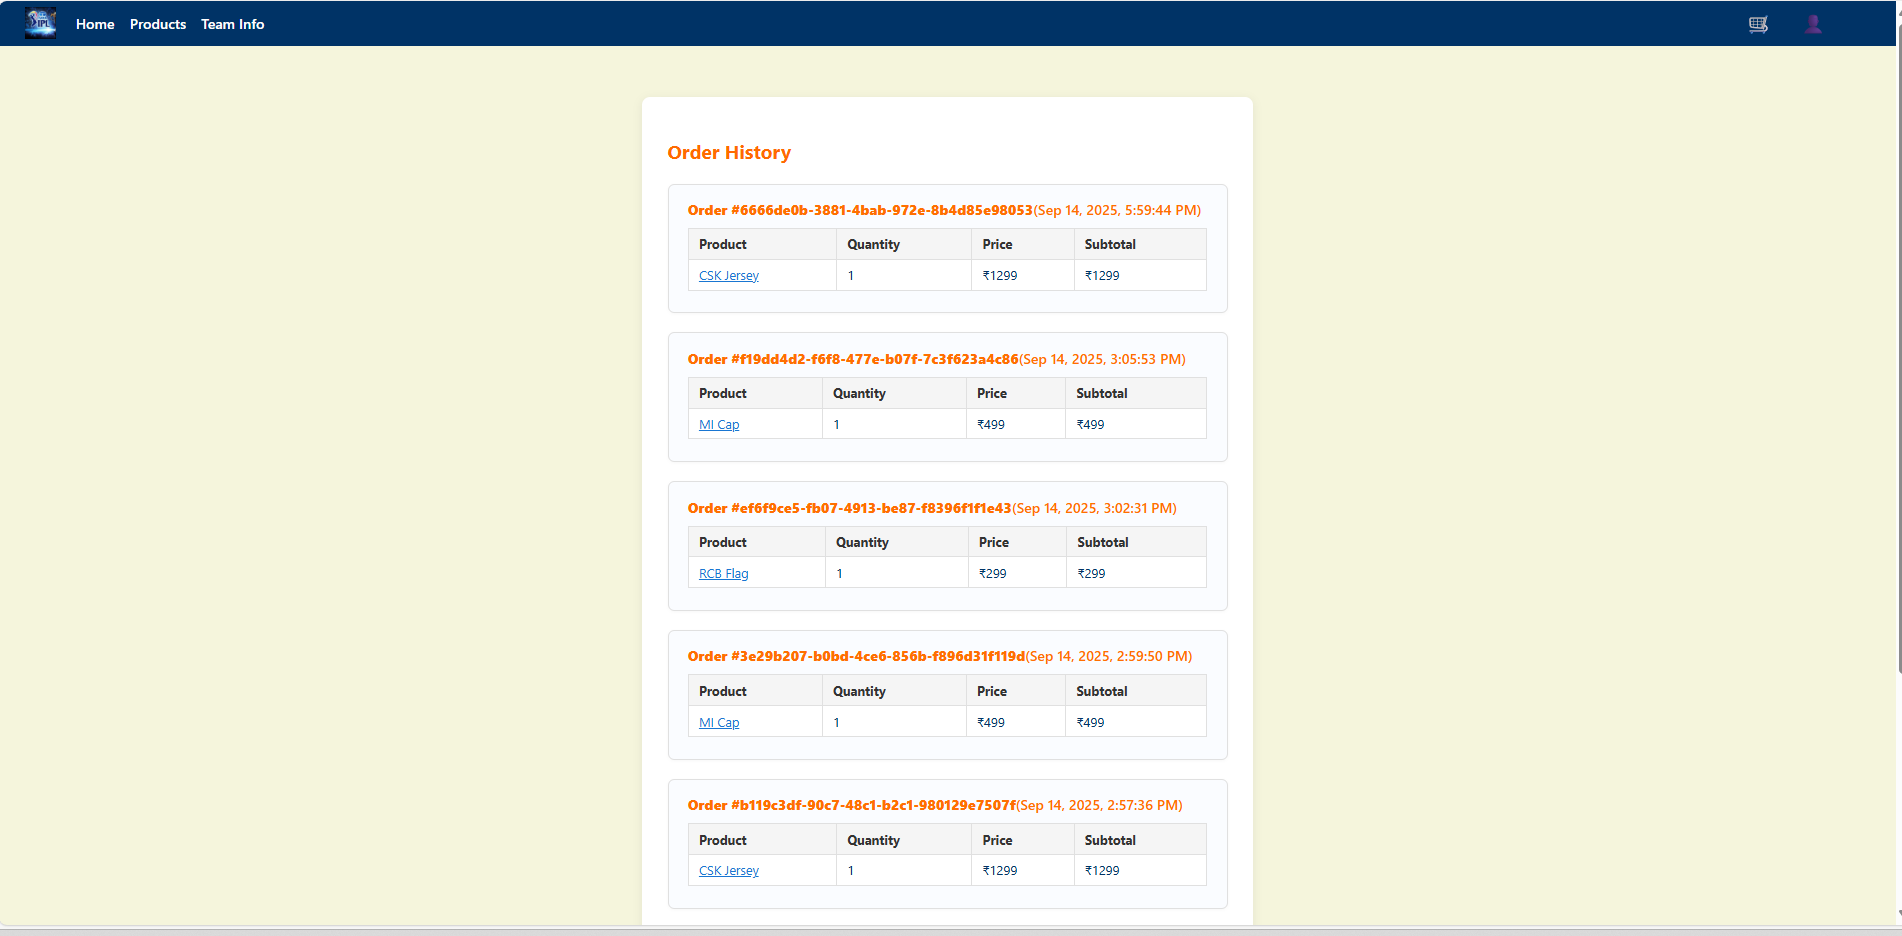 IPL
Home Products Team Info
Order History
Order #6666de0b-3881-4bab-972e-8b4d85e98053(Sep 14, 2025, 5:59:44 PM)
Product Quantity Price Subtotal
CSK Jersey 1 ₹1299 ₹1299
Order #f19dd4d2-f6f8-477e-b07f-7c3f623a4c86(Sep 14, 2025, 3:05:53 PM)
Product Quantity Price Subtotal
MI Cap 1 ₹499 ₹499
Order #ef6f9ce5-fb07-4913-be87-f8396f1f1e43(Sep 14, 2025, 3:02:31 PM)
Product Quantity Price Subtotal
RCB Flag 1 ₹299 ₹299
Order #3e29b207-b0bd-4ce6-856b-f896d31f119d(Sep 14, 2025, 2:59:50 PM)
Product Quantity Price Subtotal
MI Cap 1 ₹499 ₹499
Order #b119c3df-90c7-48c1-b2c1-980129e7507f(Sep 14, 2025, 2:57:36 PM)
Product Quantity Price Subtotal
CSK Jersey 1 ₹1299 ₹1299